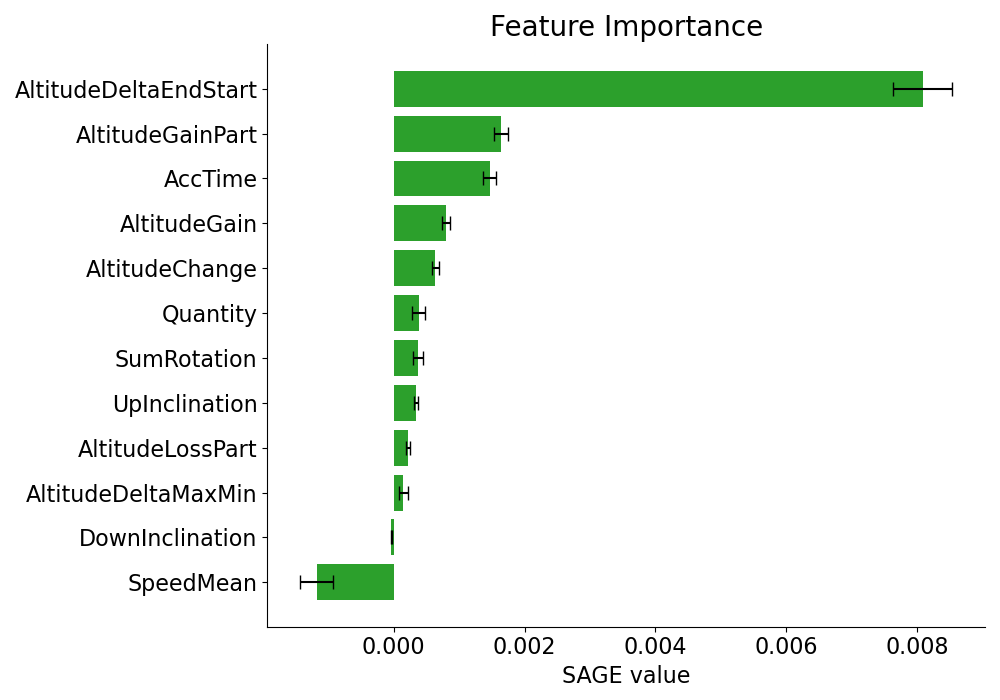 Feature Importance
AltitudeDeltaEndStart
AltitudeGainPart
AccTime
AltitudeGain
AltitudeChange
Quantity
SumRotation
UpInclination
AltitudeLossPart
AltitudeDeltaMaxMin
DownInclination
SpeedMean
0.000 0.002 0.004 0.006 0.008
SAGE value